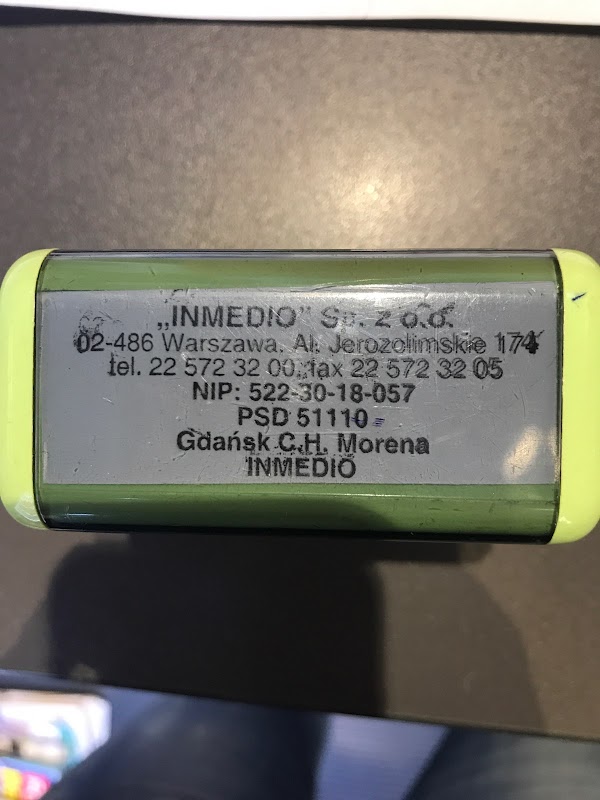 „INMEDIO" Sp. z o.o.
02-486 Warszawa, Al. Jerozolimskie 174
tel. 22 572 32 00, fax 22 572 32 05
NIP: 522-30-18-057
PSD 51110
Gdańsk C.H. Morena
INMEDIO